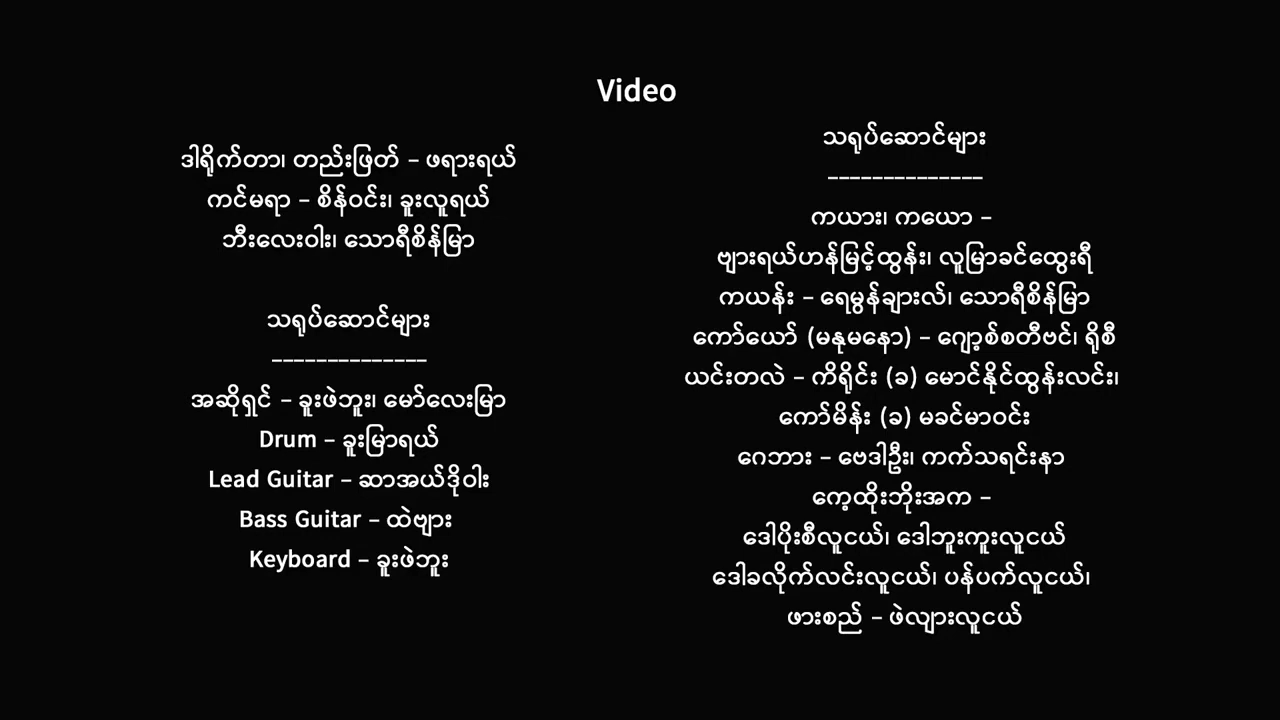 Video
ဒါရိုက်တာ၊ တည်းဖြတ် – ဖရားရယ်
ကင်မရာ – စိန်ဝင်း၊ ခူးလူရယ်
ဘီးလေးဝါး၊ သောရီစိန်မြာ
သရုပ်ဆောင်များ
--------------
အဆိုရှင် – ခူးဖဲဘူး၊ မော်လေးမြာ
Drum – ခူးမြာရယ်
Lead Guitar – ဆာအယ်ဒိုဝါး
Bass Guitar – ထဲဗျား
Keyboard – ခူးဖဲဘူး
သရုပ်ဆောင်များ
--------------
ကယား၊ ကယော –
ဗျားရယ်ဟန်မြင့်ထွန်း၊ လူမြာခင်ထွေးရီ
ကယန်း – ရေမွန်ချားလ်၊ သောရီစိန်မြာ
ကော်ယော် (မနုမနော) – ဂျော့စ်စတီဗင်၊ ရိုစီ
ယင်းတလဲ – ကိရိုင်း (ခ) မောင်နိုင်ထွန်းလင်း၊
ကော်မိန်း (ခ) မခင်မာဝင်း
ဂေဘား – ဗေဒါဦး၊ ကက်သရင်းနာ
ကေ့ထိုးဘိုးအက –
ဒေါပိုးစီလူငယ်၊ ဒေါဘူးကူးလူငယ်
ဒေါခလိုက်လင်းလူငယ်၊ ပန်ပက်လူငယ်၊
ဖားစည် – ဖဲလျားလူငယ်